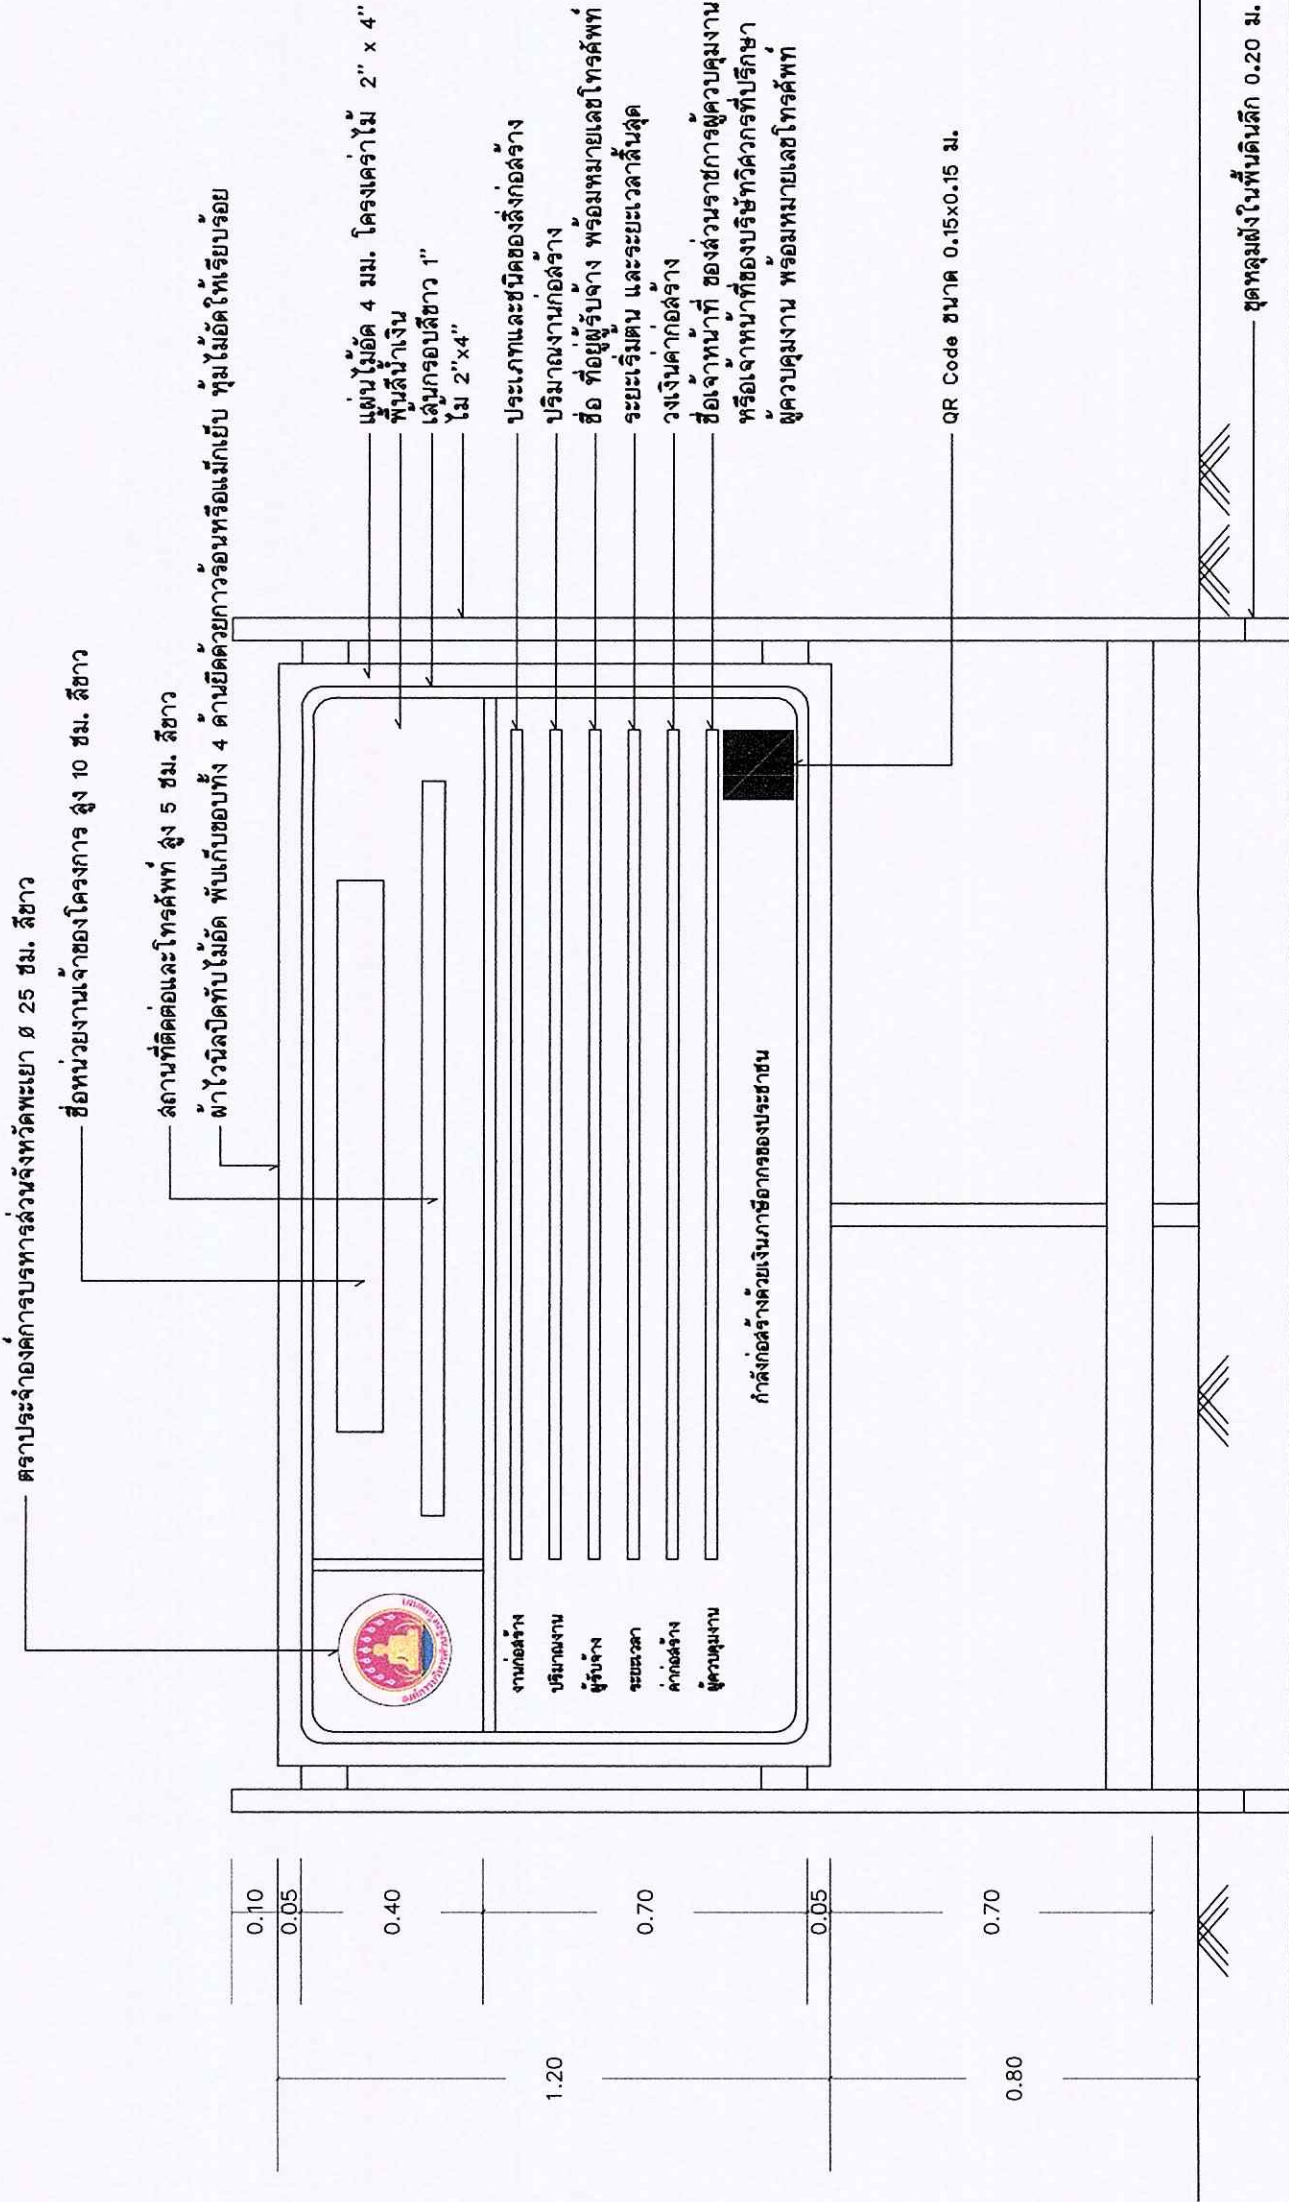 ตราประจำองค์การบริหารส่วนจังหวัดพะเยา ø 25 ซม. สีขาว
ชื่อหน่วยงานเจ้าของโครงการ สูง 10 ซม. สีขาว
สถานที่ติดต่อและโทรศัพท์ สูง 5 ซม. สีขาว
ผ้าไวนิลปิดทับไม้อัด พับเก็บขอบทั้ง 4 ด้านยึดด้วยกาวร้อนหรือแม็กเย็บ หุ้มไม้อัดให้เรียบร้อย
แผ่นไม้อัด 4 มม. โครงเคร่าไม้ 2" x 4"
พื้นสีน้ำเงิน
เส้นกรอบสีขาว 1"
ไม้ 2"x4"
ประเภทและชนิดของสิ่งก่อสร้าง
ปริมาณงานก่อสร้าง
ชื่อ ที่อยู่ผู้รับจ้าง พร้อมหมายเลขโทรศัพท์
ระยะเริ่มต้น และระยะเวลาสิ้นสุด
วงเงินค่าก่อสร้าง
ชื่อเจ้าหน้าที่ ของส่วนราชการผู้ควบคุมงาน
หรือเจ้าหน้าที่ของบริษัทวิศวกรที่ปรึกษา
ผู้ควบคุมงาน พร้อมหมายเลขโทรศัพท์
QR Code ขนาด 0.15x0.15 ม.
ขุดหลุมฝังในพื้นดินลึก 0.20 ม.
งานก่อสร้าง
ปริมาณงาน
ผู้รับจ้าง
ระยะเวลา
ค่าก่อสร้าง
ผู้ควบคุมงาน
กำลังก่อสร้างด้วยเงินภาษีอากรของประชาชน
0.10
0.05
0.40
0.70
0.05
0.70
1.20
0.80